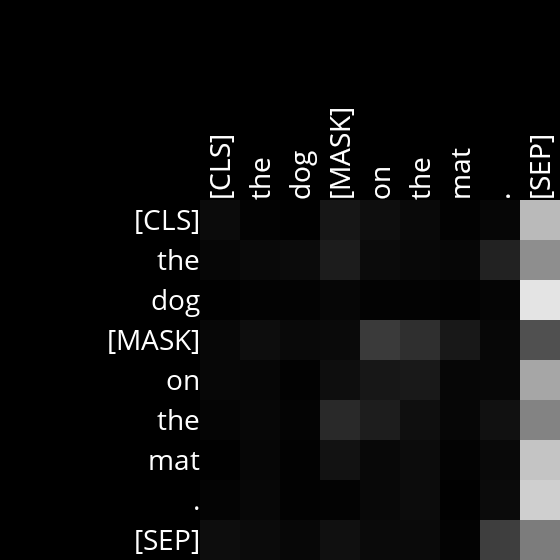 [CLS] the dog [MASK] on the mat . [SEP]
[CLS]
the
dog
[MASK]
on
the
mat
.
[SEP]